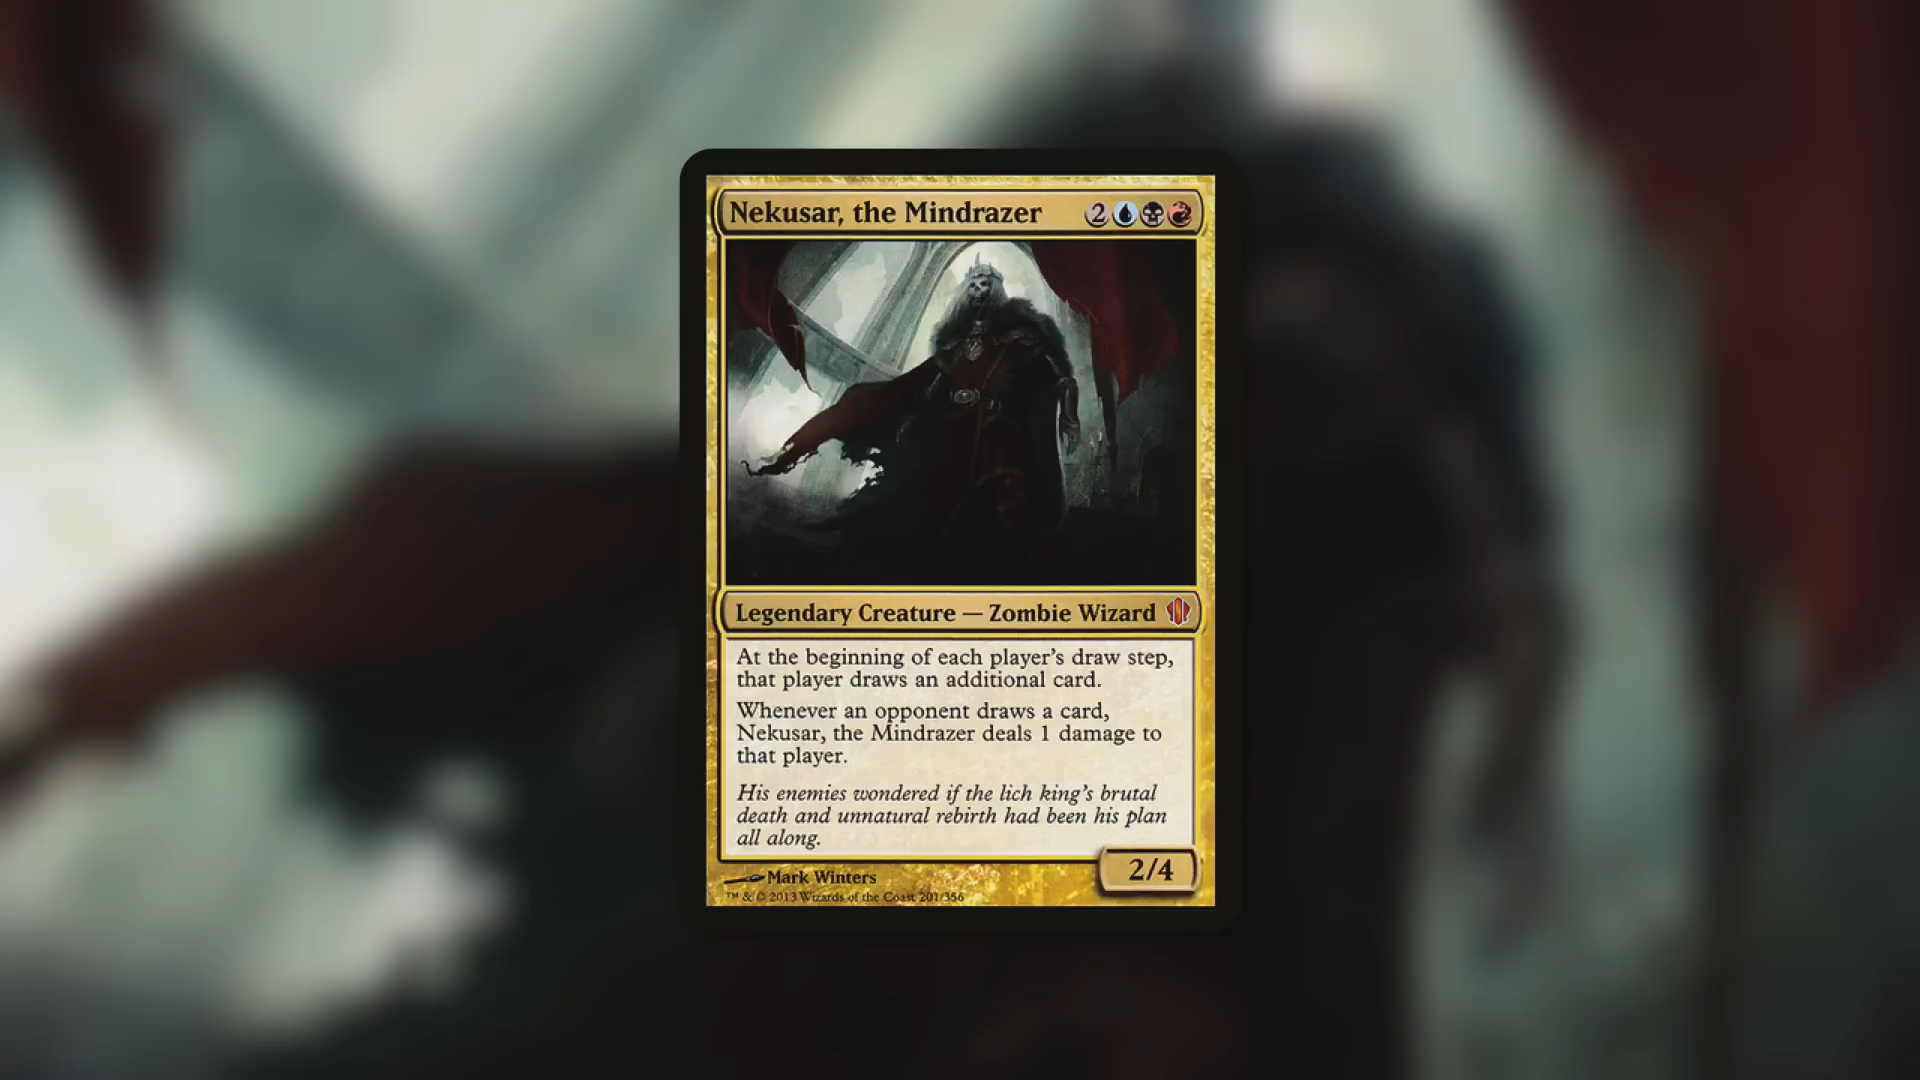 Nekusar, the Mindrazer 2
Legendary Creature — Zombie Wizard
At the beginning of each player's draw step,
that player draws an additional card.
Whenever an opponent draws a card,
Nekusar, the Mindrazer deals 1 damage to
that player.
His enemies wondered if the lich king's brutal
death and unnatural rebirth had been his plan
all along.
2/4
Mark Winters
™ & © 2013 Wizards of the Coast 201/356